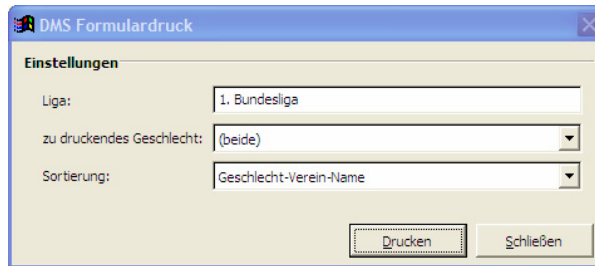 DMS Formulardruck
Einstellungen
Liga: 1. Bundesliga
zu druckendes Geschlecht: (beide)
Sortierung: Geschlecht-Verein-Name
Drucken Schließen